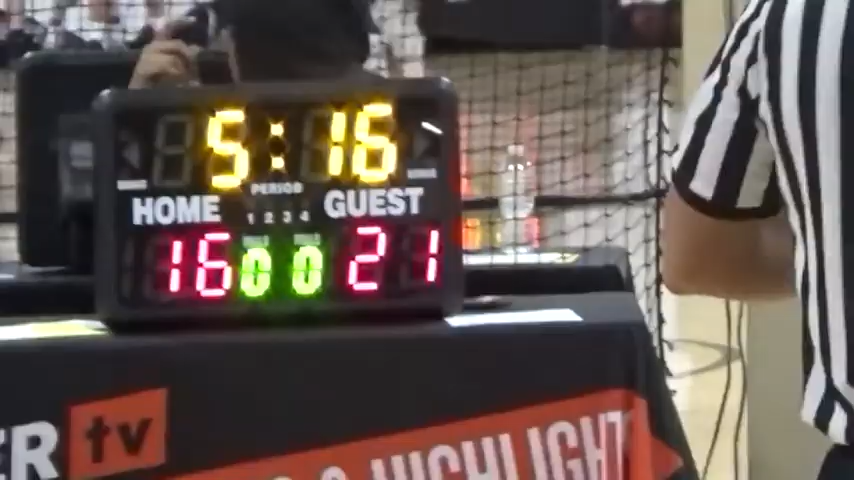 5:16
PERIOD
HOME 1 2 3 4 GUEST
16 0 0 21
ER tv
HIGHLIGHT